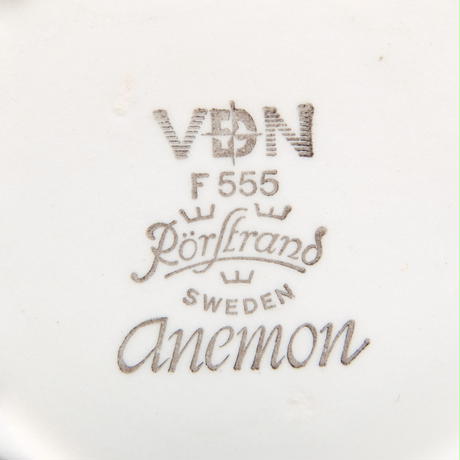 VDN
F 555
Rörstrand
SWEDEN
anemon